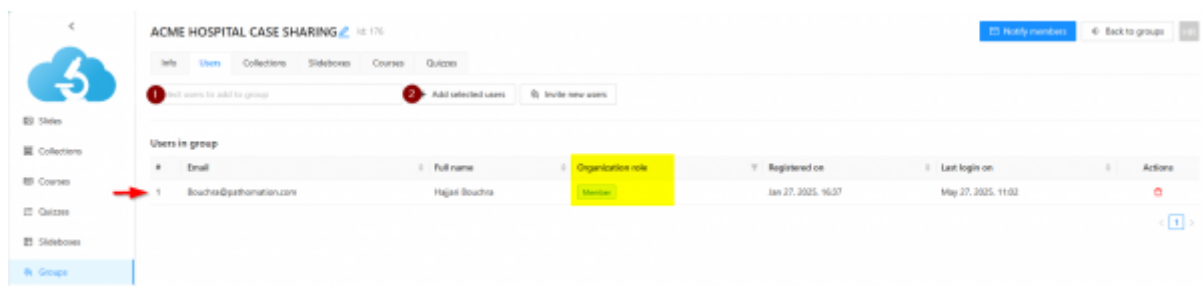 ACME HOSPITAL CASE SHARING Id: 176
Notify members
Back to groups
Info Users Collections Slideboxes Courses Quizzes
1 select users to add to group
2 Add selected users
Invite new users
Slides
Collections
Courses
Quizzes
Slideboxes
Groups
Users in group
# Email Full name Organization role Registered on Last login on Actions
1 Bouchra@pathomation.com Hajjari Bouchra Member Jan 27, 2025, 16:37 May 27, 2025, 11:02
< 1 >